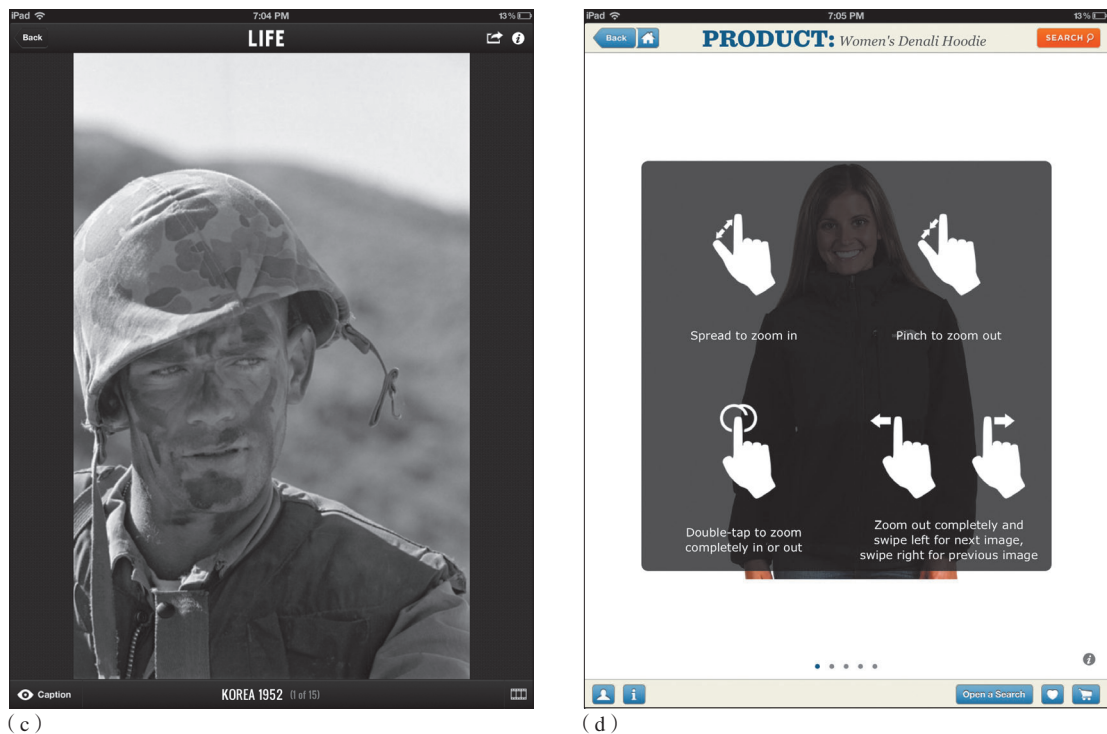 iPad 7:04 PM 13%
Back LIFE
Caption KOREA 1952 (1 of 15)
(c)
iPad 7:05 PM 13%
Back PRODUCT: Women's Denali Hoodie SEARCH
Spread to zoom in
Pinch to zoom out
Double-tap to zoom
completely in or out
Zoom out completely and
swipe left for next image,
swipe right for previous image
Open a Search
(d)